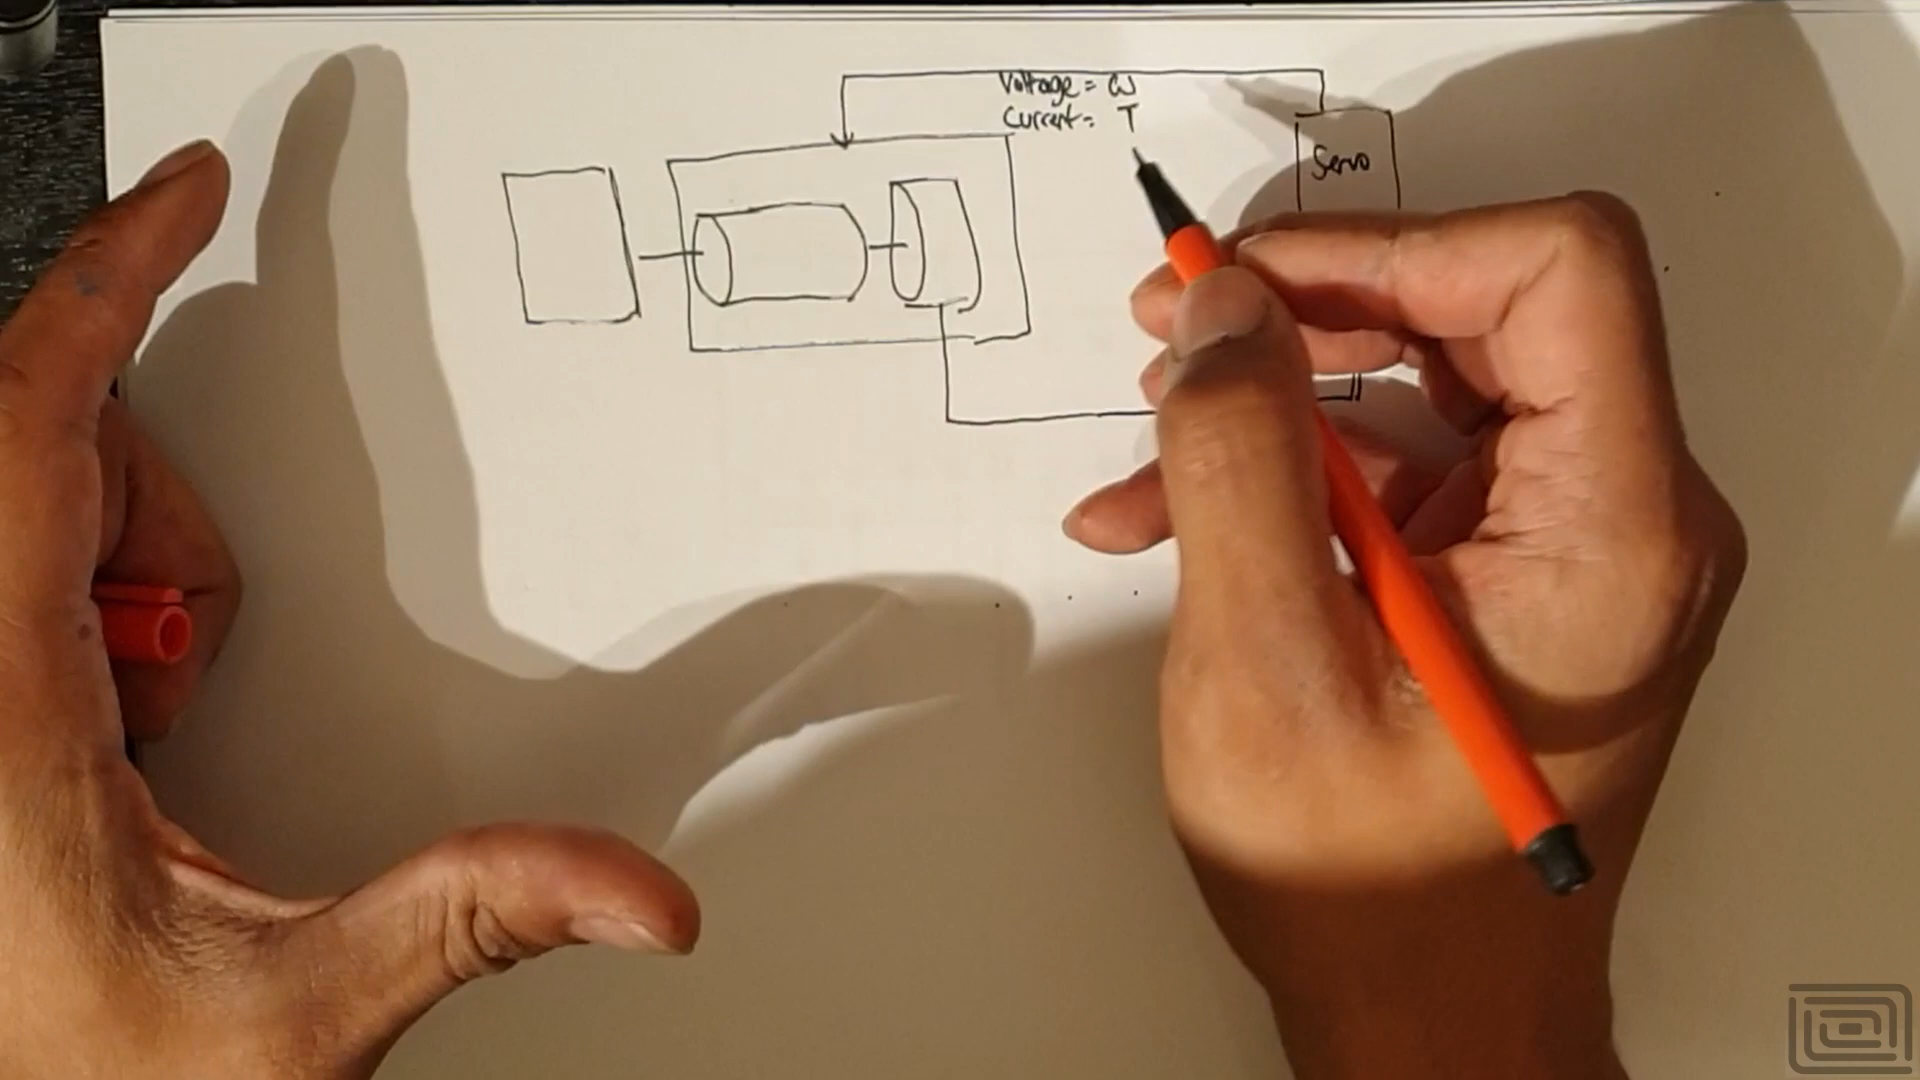 Voltage = ω
Current = T
Servo